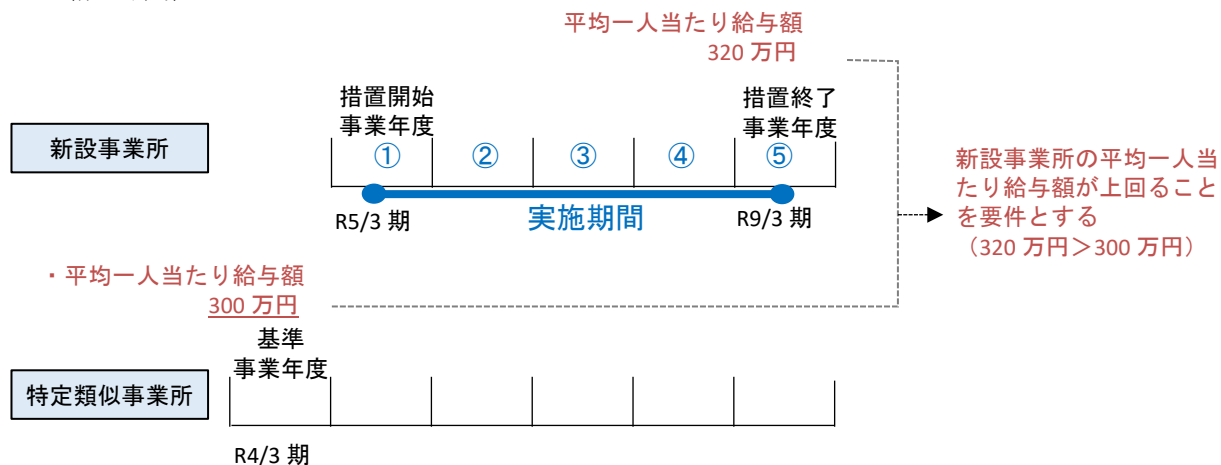 平均一人当たり給与額
320 万円
措置開始
事業年度
措置終了
事業年度
新設事業所
①
②
③
④
⑤
R5/3 期
実施期間
R9/3 期
新設事業所の平均一人当
たり給与額が上回ること
を要件とする
（320 万円＞300 万円）
・平均一人当たり給与額
300 万円
基準
事業年度
特定類似事業所
R4/3 期